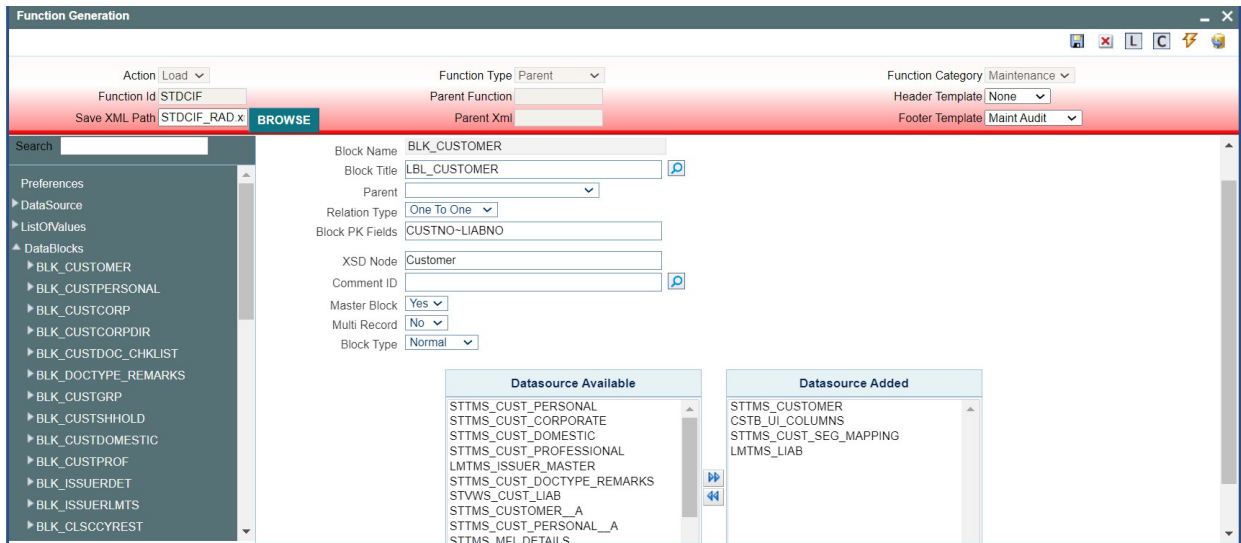 Function Generation
L C
Action Load Function Type Parent Function Category Maintenance
Function Id STDCIF Parent Function Header Template None
Save XML Path STDCIF_RAD.x BROWSE Parent Xml Footer Template Maint Audit
Search
Preferences
DataSource
ListOfValues
DataBlocks
BLK_CUSTOMER
BLK_CUSTPERSONAL
BLK_CUSTCORP
BLK_CUSTCORPDIR
BLK_CUSTDOC_CHKLIST
BLK_DOCTYPE_REMARKS
BLK_CUSTGRP
BLK_CUSTSHHOLD
BLK_CUSTDOMESTIC
BLK_CUSTPROF
BLK_ISSUERDET
BLK_ISSUERLMTS
BLK_CLSCCYREST
Block Name BLK_CUSTOMER
Block Title LBL_CUSTOMER
Parent
Relation Type One To One
Block PK Fields CUSTNO~LIABNO
XSD Node Customer
Comment ID
Master Block Yes
Multi Record No
Block Type Normal
Datasource Available
STTMS_CUST_PERSONAL
STTMS_CUST_CORPORATE
STTMS_CUST_DOMESTIC
STTMS_CUST_PROFESSIONAL
LMTMS_ISSUER_MASTER
STTMS_CUST_DOCTYPE_REMARKS
STVWS_CUST_LIAB
STTMS_CUSTOMER__A
STTMS_CUST_PERSONAL__A
STTMS_MFI_DETAILS
Datasource Added
STTMS_CUSTOMER
CSTB_UI_COLUMNS
STTMS_CUST_SEG_MAPPING
LMTMS_LIAB